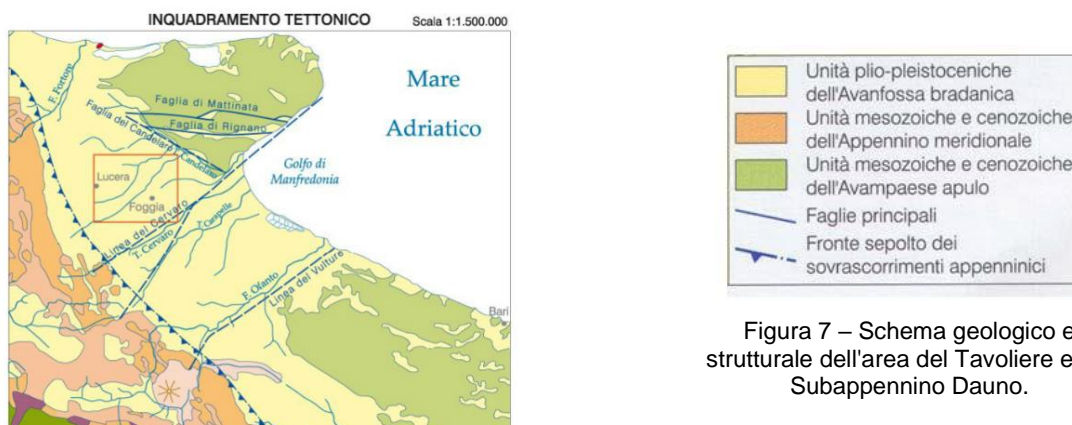 INQUADRAMENTO TETTONICO
Scala 1:1.500.000
F. Fortore
Mare
Adriatico
Faglia di Mattinata
Faglia di Rignano
Faglia del Candelaro
F. Candelaro
Golfo di
Manfredonia
Lucera
Foggia
Linea del Cervaro
T. Cervaro
T. Carapelle
F. Ofanto
Linea del Vulture
Bari
Unità plio-pleistoceniche
dell'Avanfossa bradanica
Unità mesozoiche e cenozoiche
dell'Appennino meridionale
Unità mesozoiche e cenozoiche
dell'Avampaese apulo
Faglie principali
Fronte sepolto dei
sovrascorrimenti appenninici
Figura 7 – Schema geologico e
strutturale dell'area del Tavoliere e
Subappennino Dauno.